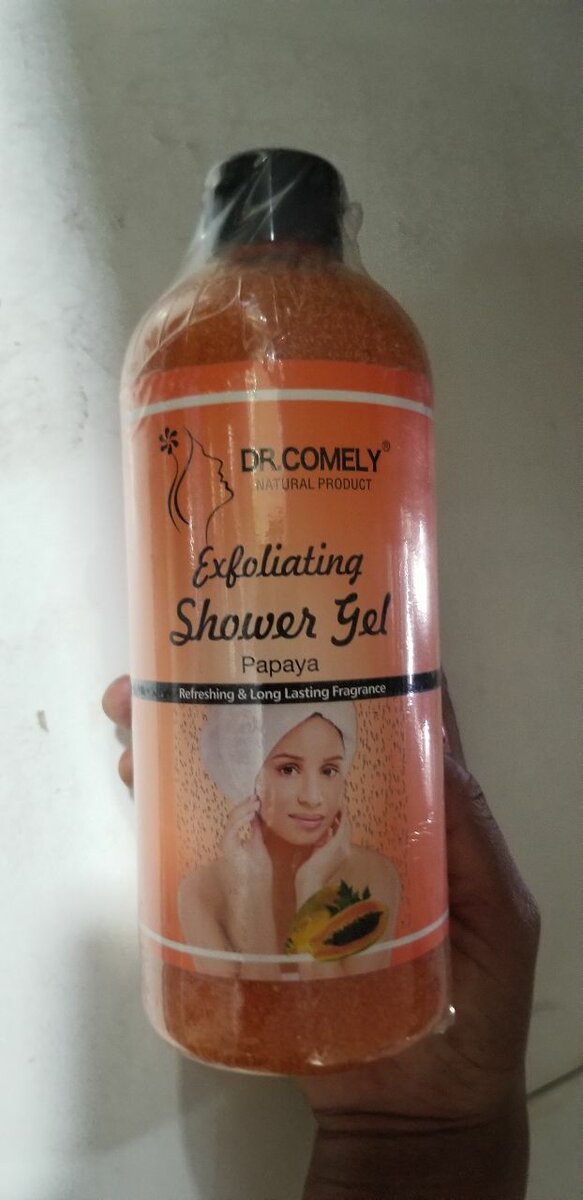 DR.COMELY®
NATURAL PRODUCT
Exfoliating
Shower Gel
Papaya
Refreshing & Long Lasting Fragrance